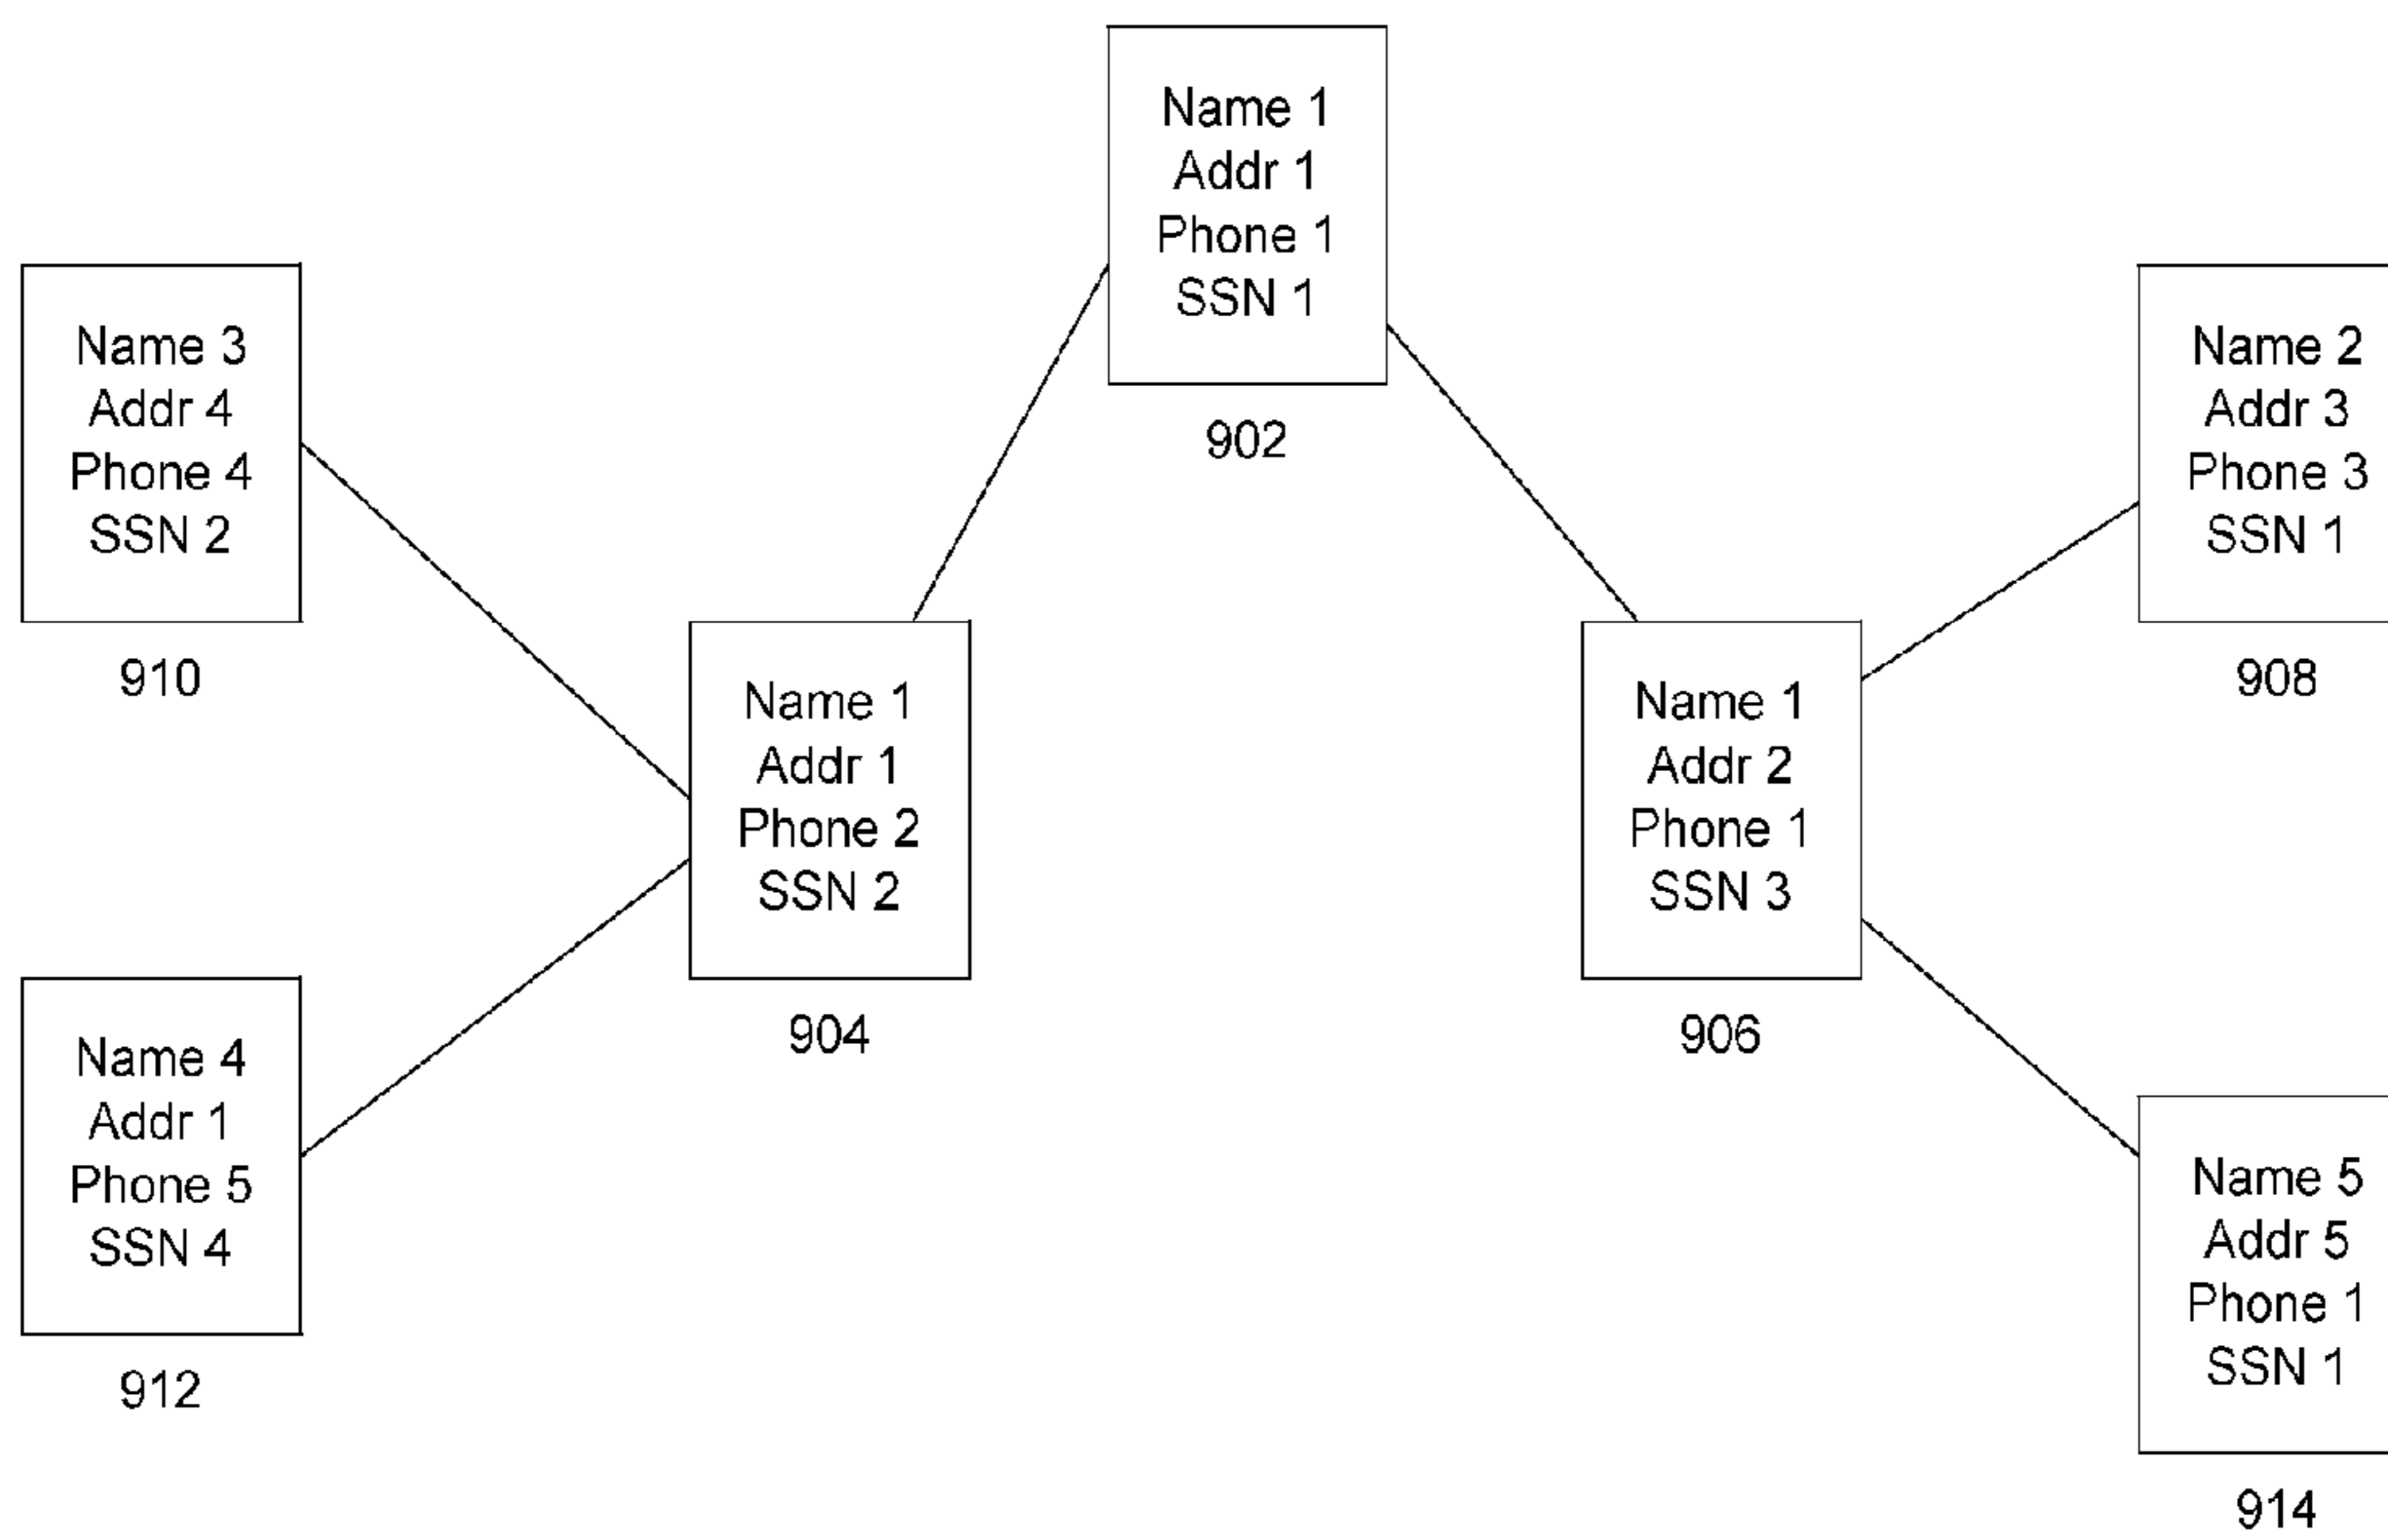 Name 1
Addr 1
Phone 1
SSN 1
902
Name 3
Addr 4
Phone 4
SSN 2
910
Name 2
Addr 3
Phone 3
SSN 1
908
Name 1
Addr 1
Phone 2
SSN 2
904
Name 1
Addr 2
Phone 1
SSN 3
906
Name 4
Addr 1
Phone 5
SSN 4
912
Name 5
Addr 5
Phone 1
SSN 1
914